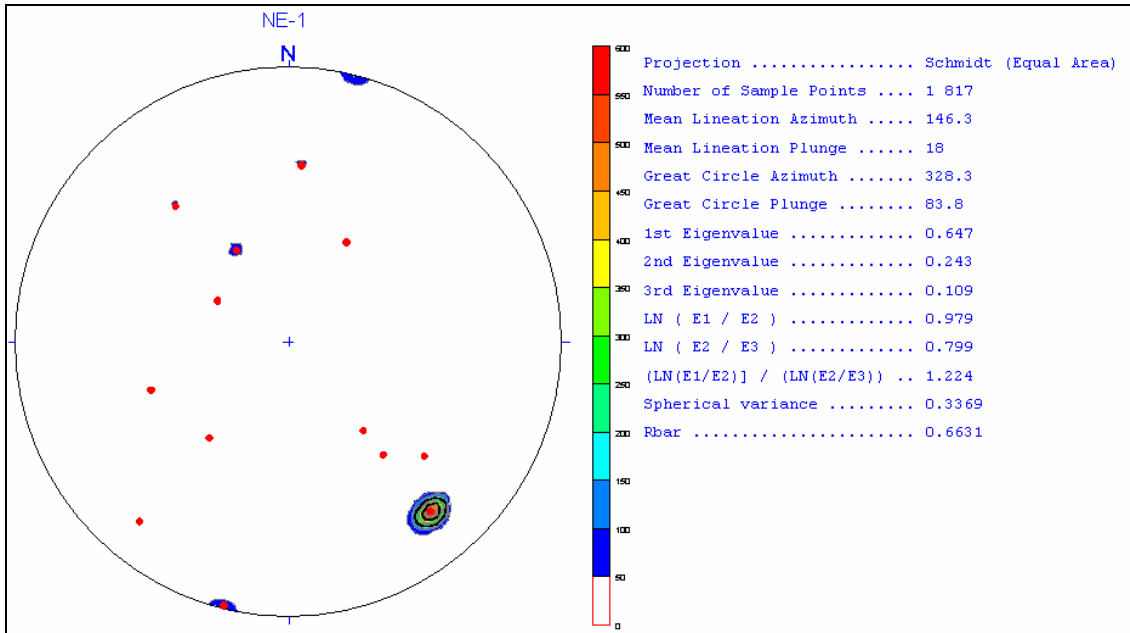 NE-1
N
600
550
500
450
400
350
300
250
200
150
100
50
0
Projection ................. Schmidt (Equal Area)
Number of Sample Points .... 1 817
Mean Lineation Azimuth ..... 146.3
Mean Lineation Plunge ...... 18
Great Circle Azimuth ....... 328.3
Great Circle Plunge ........ 83.8
1st Eigenvalue ............. 0.647
2nd Eigenvalue ............. 0.243
3rd Eigenvalue ............. 0.109
LN ( E1 / E2 ) ............. 0.979
LN ( E2 / E3 ) ............. 0.799
(LN(E1/E2)] / (LN(E2/E3)) .. 1.224
Spherical variance ......... 0.3369
Rbar ....................... 0.6631